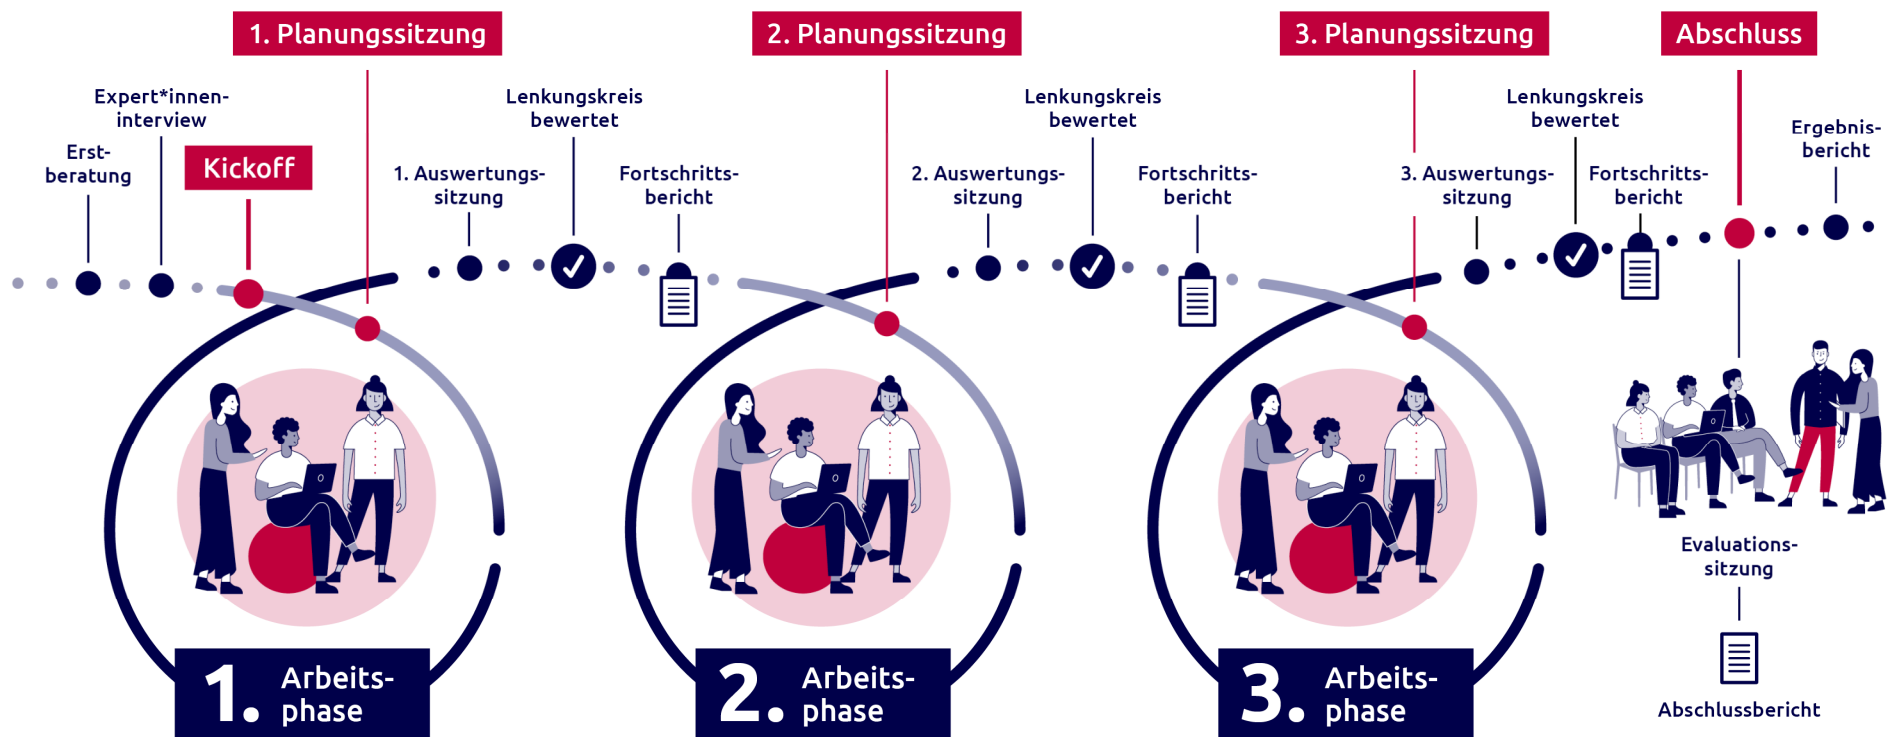 1. Planungssitzung
2. Planungssitzung
3. Planungssitzung
Abschluss
Expert*innen-
interview
Erst-
beratung
Kickoff
1. Auswertungs-
sitzung
Lenkungskreis
bewertet
Fortschritts-
bericht
2. Auswertungs-
sitzung
Lenkungskreis
bewertet
Fortschritts-
bericht
3. Auswertungs-
sitzung
Lenkungskreis
bewertet
Fortschritts-
bericht
Ergebnis-
bericht
1. Arbeits-
phase
2. Arbeits-
phase
3. Arbeits-
phase
Evaluations-
sitzung
Abschlussbericht